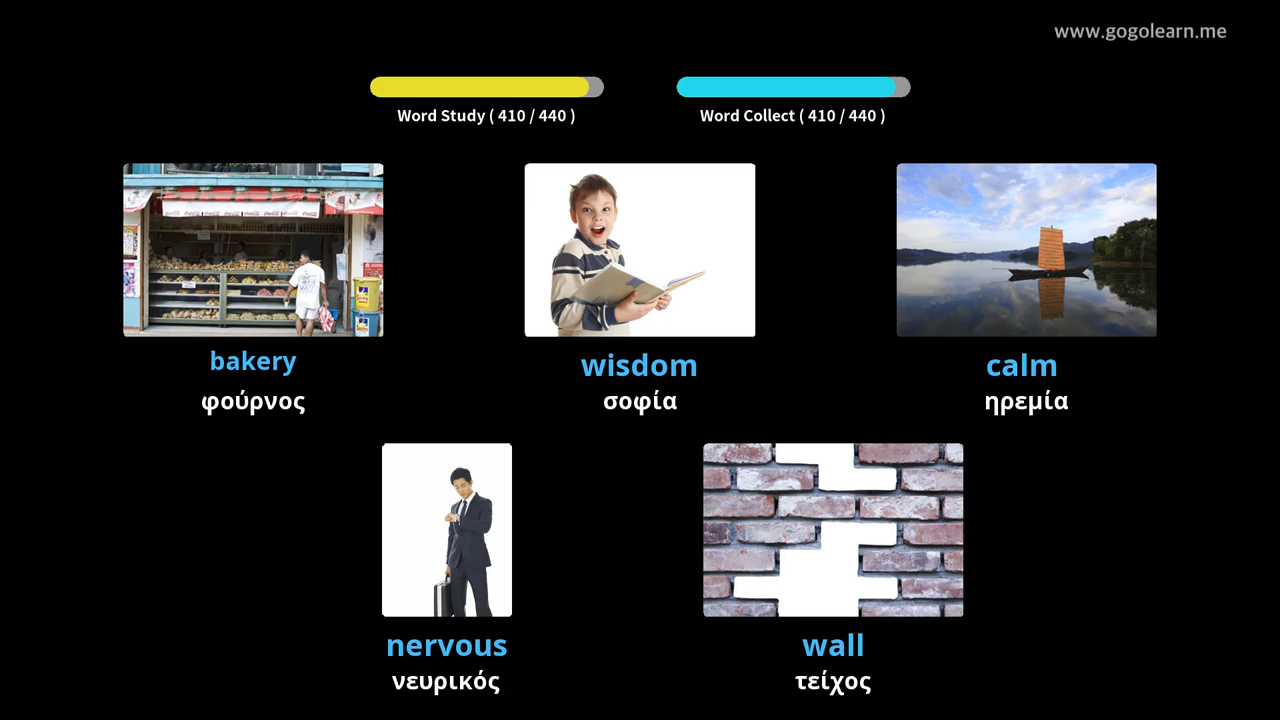 www.gogolearn.me
Word Study ( 410 / 440 )
Word Collect ( 410 / 440 )
bakery
φούρνος
wisdom
σοφία
calm
ηρεμία
nervous
νευρικός
wall
τείχος